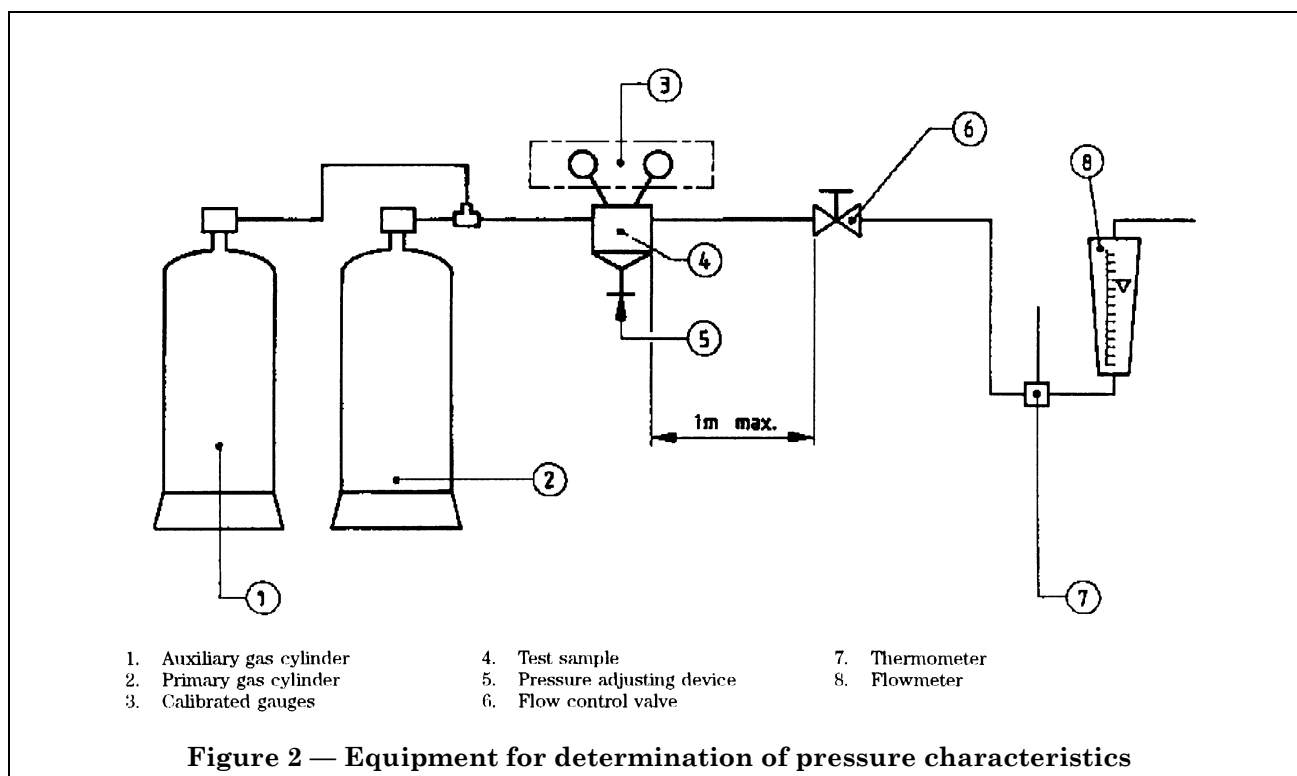 3
6
8
4
5
1m max.
2
1
7
1. Auxiliary gas cylinder
2. Primary gas cylinder
3. Calibrated gauges
4. Test sample
5. Pressure adjusting device
6. Flow control valve
7. Thermometer
8. Flowmeter
Figure 2 — Equipment for determination of pressure characteristics